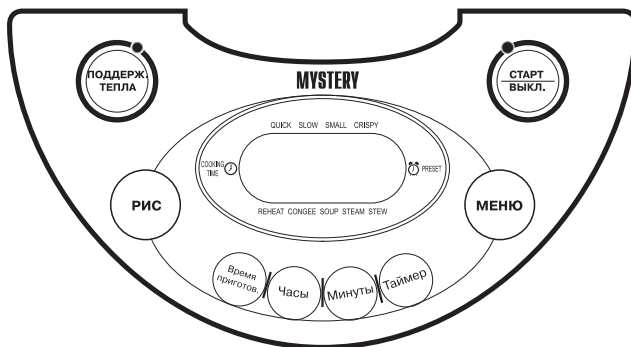 ПОДДЕРЖ.
ТЕПЛА
MYSTERY
СТАРТ
ВЫКЛ.
QUICK SLOW SMALL CRISPY
COOKING
TIME
PRESET
REHEAT CONGEE SOUP STEAM STEW
РИС
МЕНЮ
Время
приготов.
Часы
Минуты
Таймер